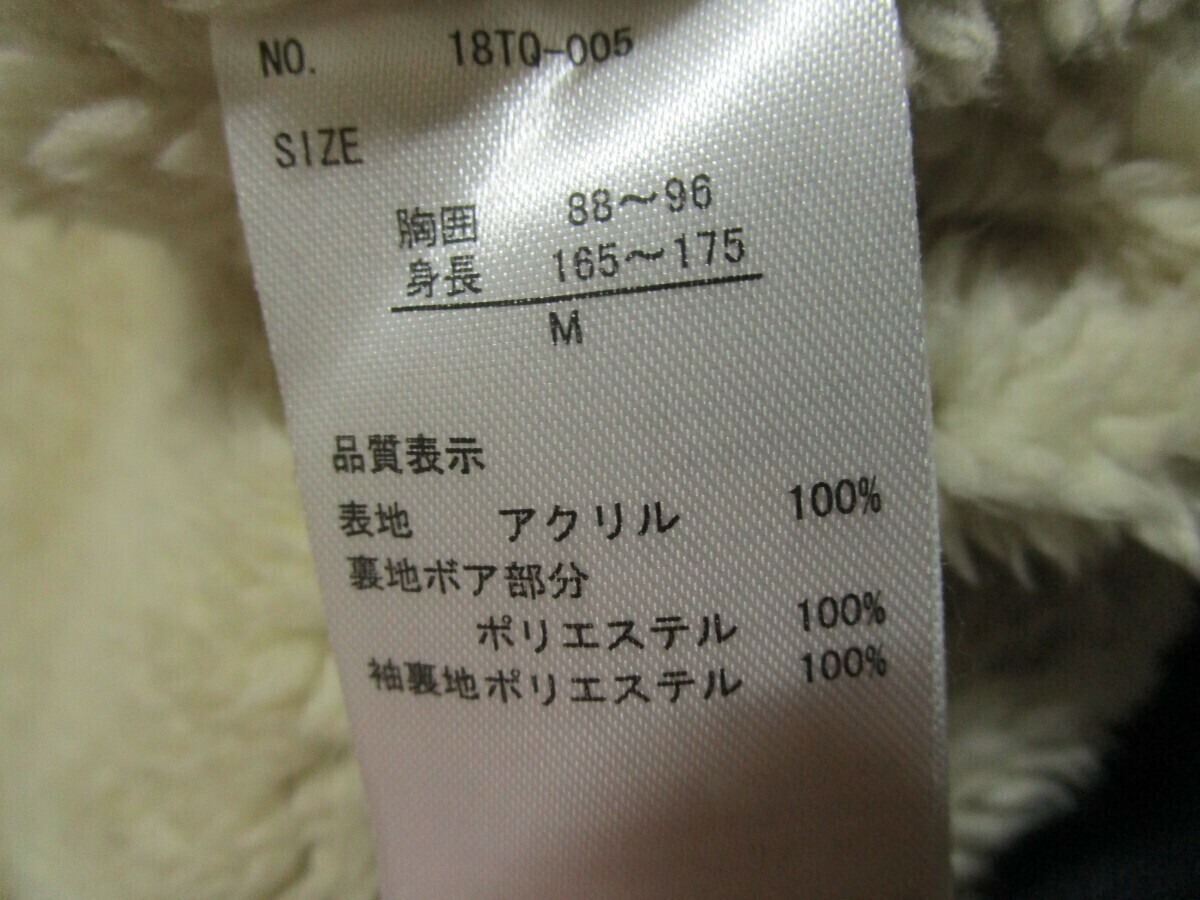 NO. 18TQ-005
SIZE
胸囲 88～96
身長 165～175
M
品質表示
表地 アクリル 100%
裏地ボア部分
ポリエステル 100%
袖裏地ポリエステル 100%